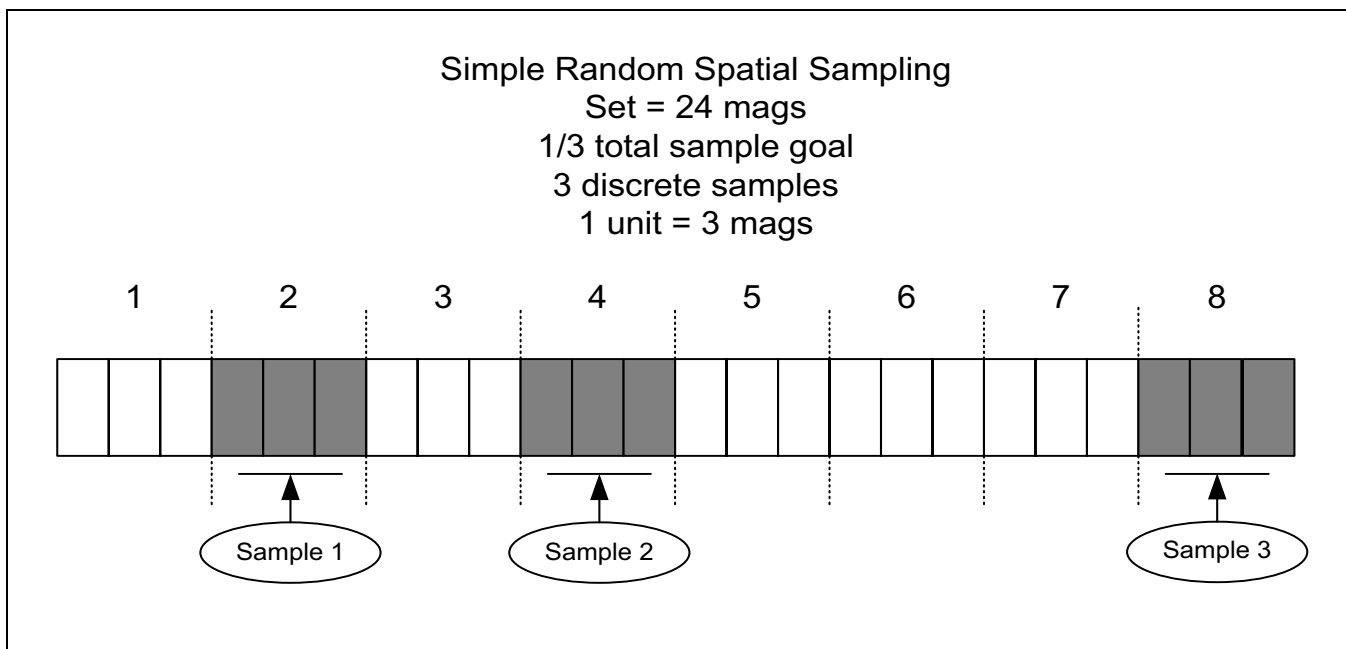 Simple Random Spatial Sampling
Set = 24 mags
1/3 total sample goal
3 discrete samples
1 unit = 3 mags
1 2 3 4 5 6 7 8
Sample 1 Sample 2 Sample 3